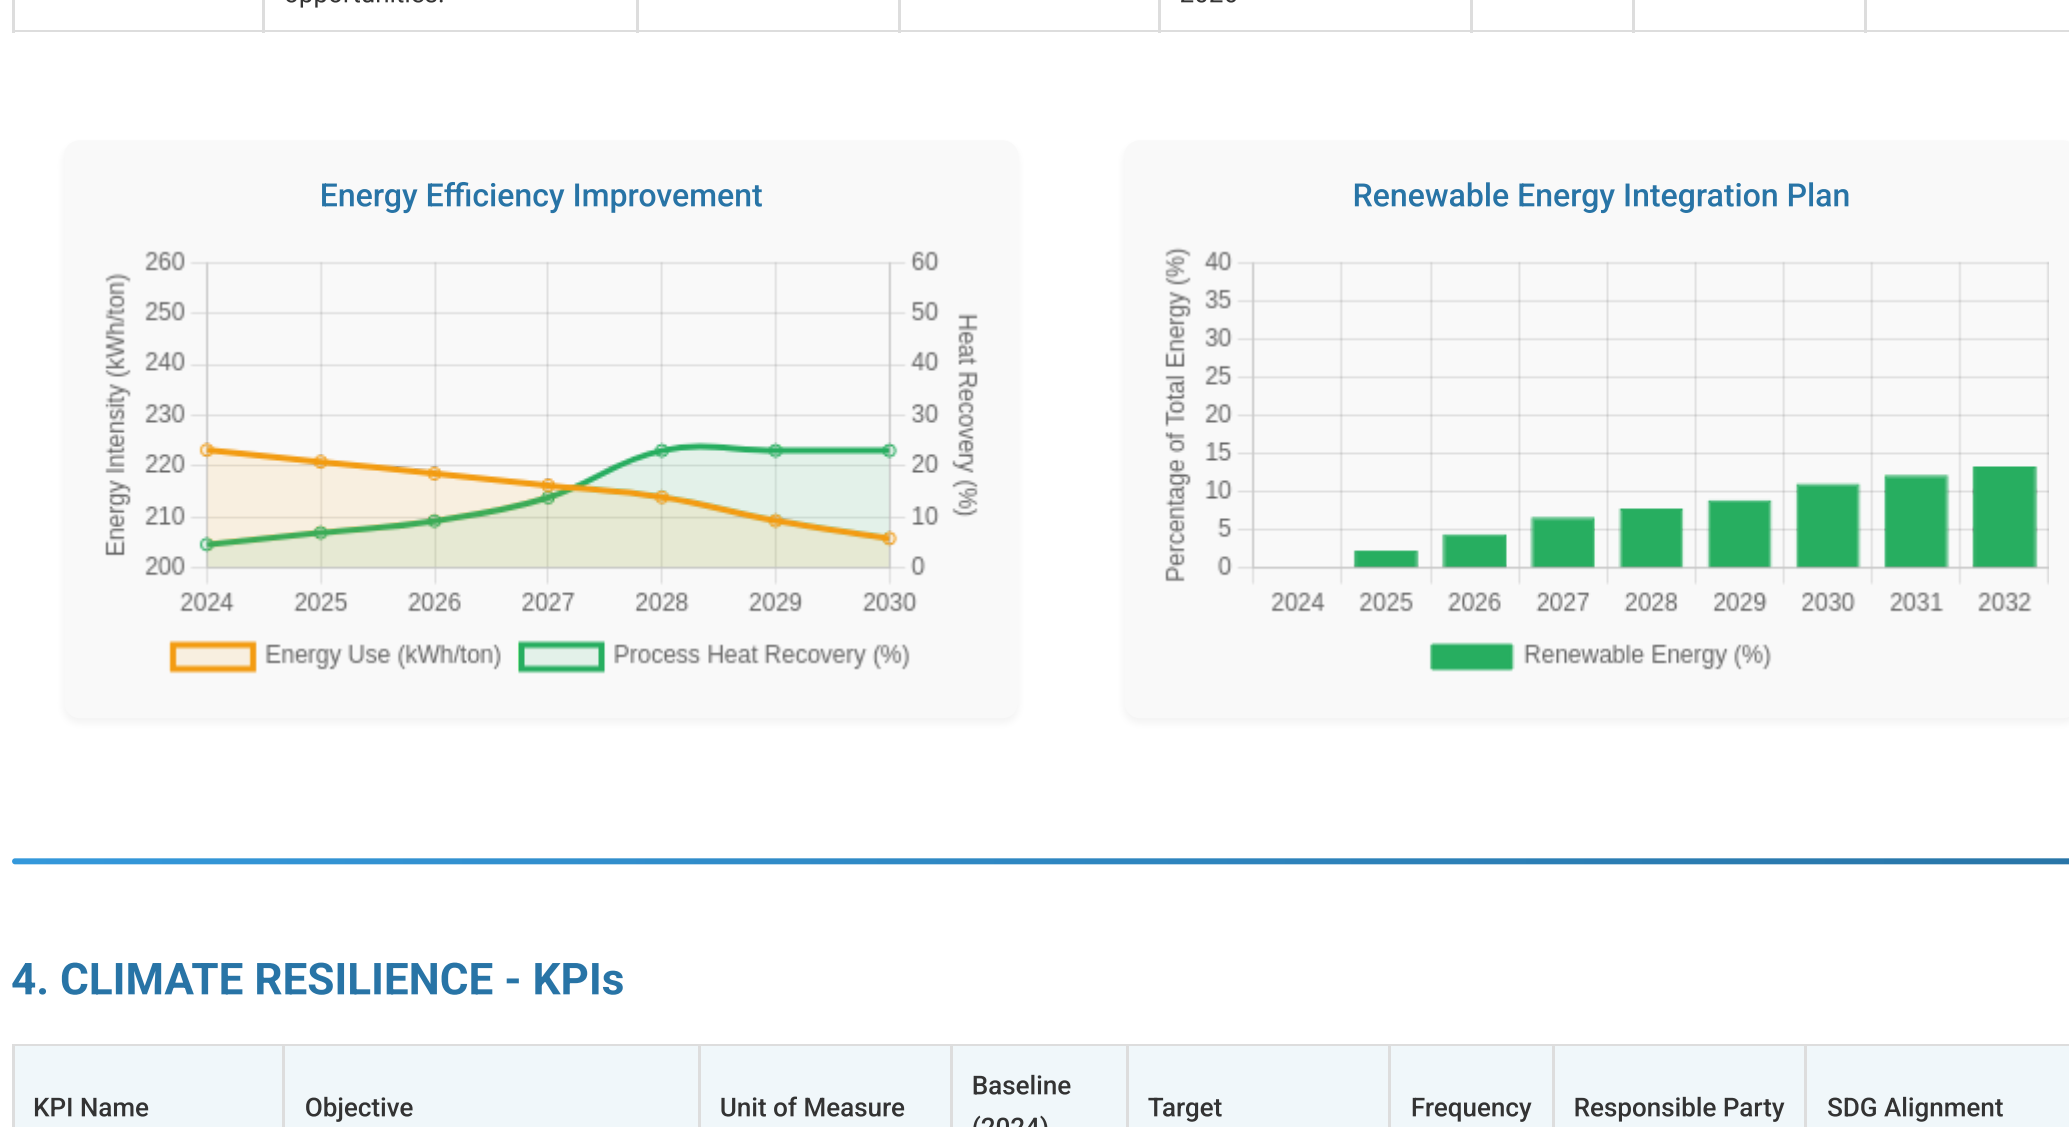 Energy Efficiency Improvement
Energy Intensity (kWh/ton)
260
250
240
230
220
210
200
60
50
40
30
20
10
0
Heat Recovery (%)
2024 2025 2026 2027 2028 2029 2030
Energy Use (kWh/ton) Process Heat Recovery (%)
Renewable Energy Integration Plan
Percentage of Total Energy (%)
40
35
30
25
20
15
10
5
0
2024 2025 2026 2027 2028 2029 2030 2031 2032
Renewable Energy (%)
4. CLIMATE RESILIENCE - KPIs
KPI Name
Objective
Unit of Measure
Baseline
(2024)
Target
Frequency
Responsible Party
SDG Alignment